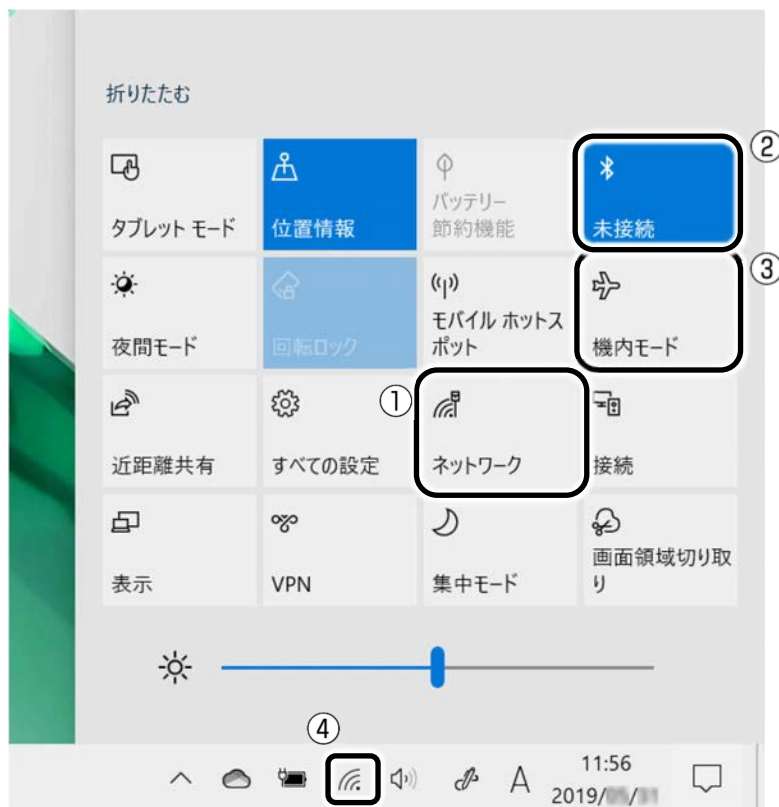 折りたたむ
②
タブレット モード
位置情報
バッテリー
節約機能
未接続
③
夜間モード
回転ロック
モバイル ホットス
ポット
機内モード
①
近距離共有
すべての設定
ネットワーク
接続
表示
VPN
集中モード
画面領域切り取
り
④
A
11:56
2019/